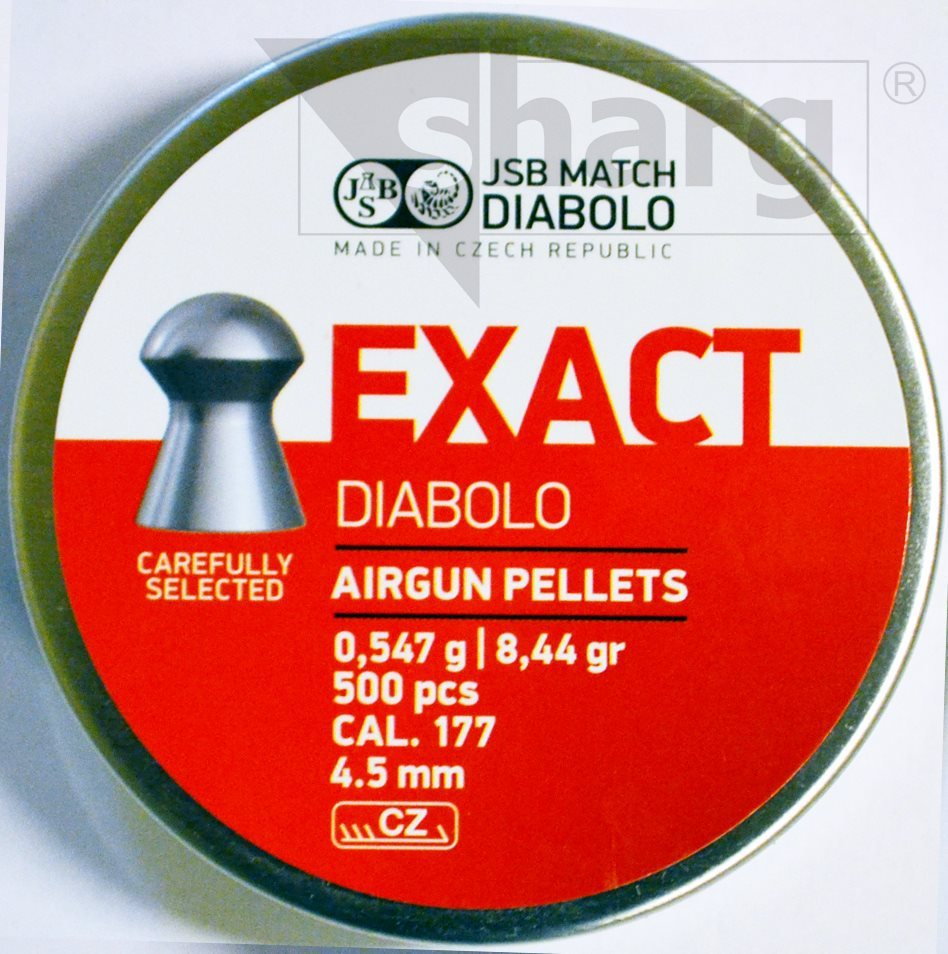 sharg ®
JSB MATCH
JSB DIABOLO
MADE IN CZECH REPUBLIC
EXACT
DIABOLO
CAREFULLY
SELECTED
AIRGUN PELLETS
0,547 g | 8,44 gr
500 pcs
CAL. 177
4.5 mm
CZ